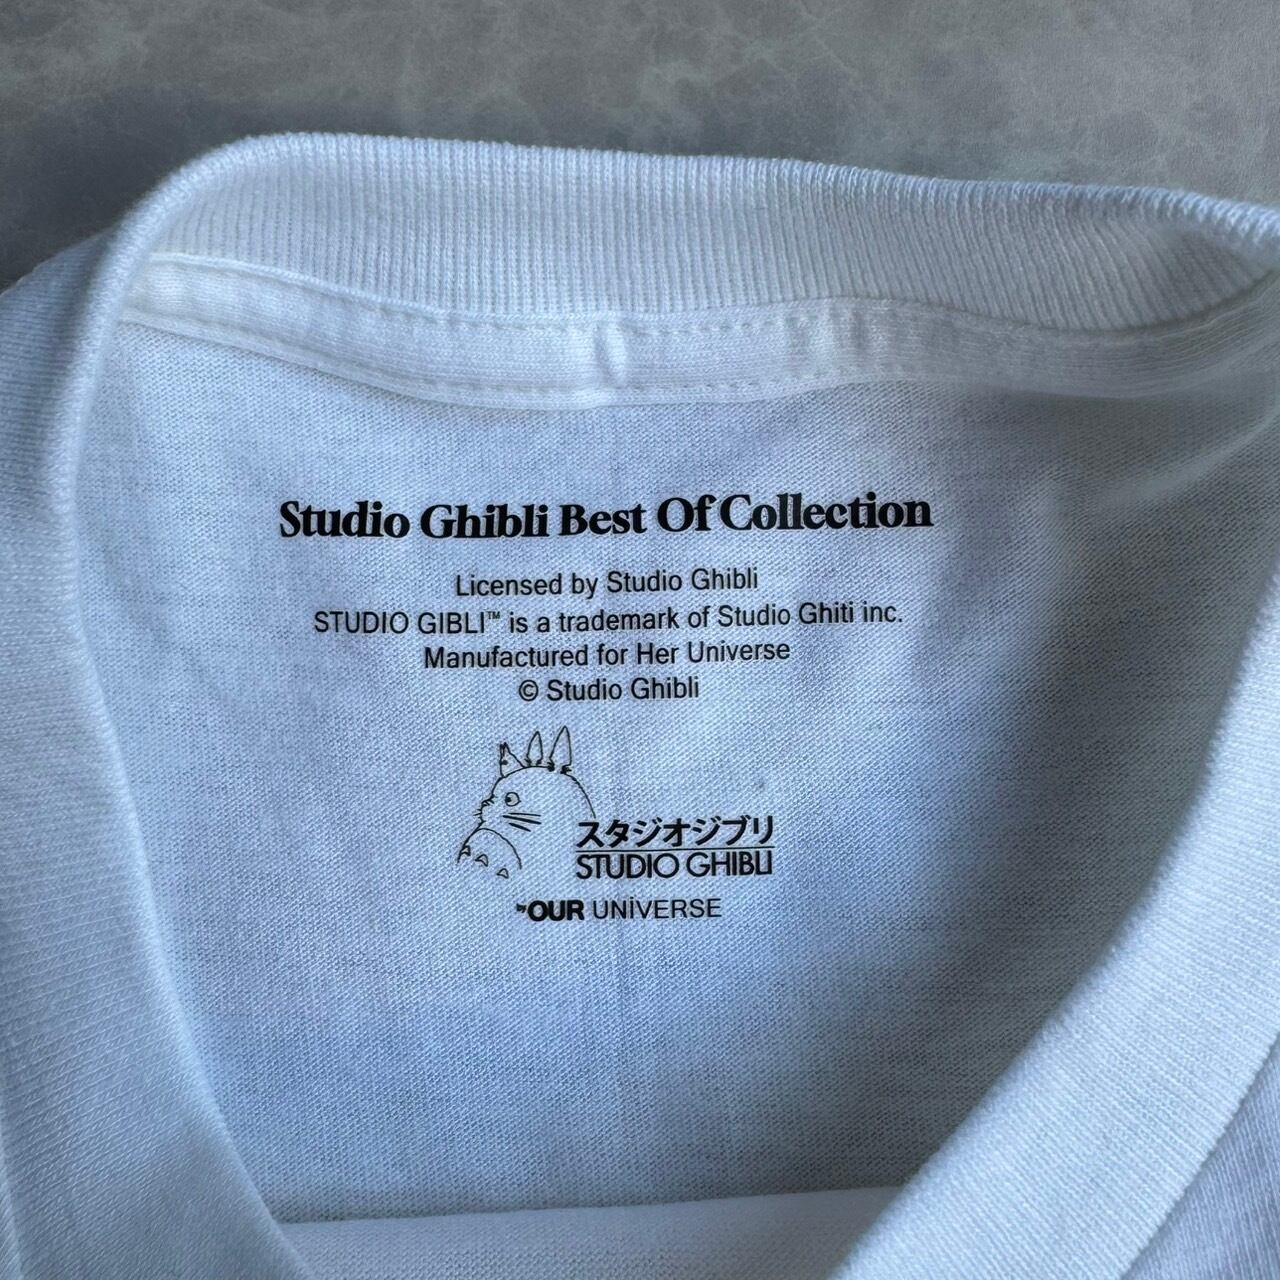 Studio Ghibli Best Of Collection
Licensed by Studio Ghibli
STUDIO GIBLI™ is a trademark of Studio Ghiti inc.
Manufactured for Her Universe
© Studio Ghibli
スタジオジブリ
STUDIO GHIBLI
by OUR UNIVERSE